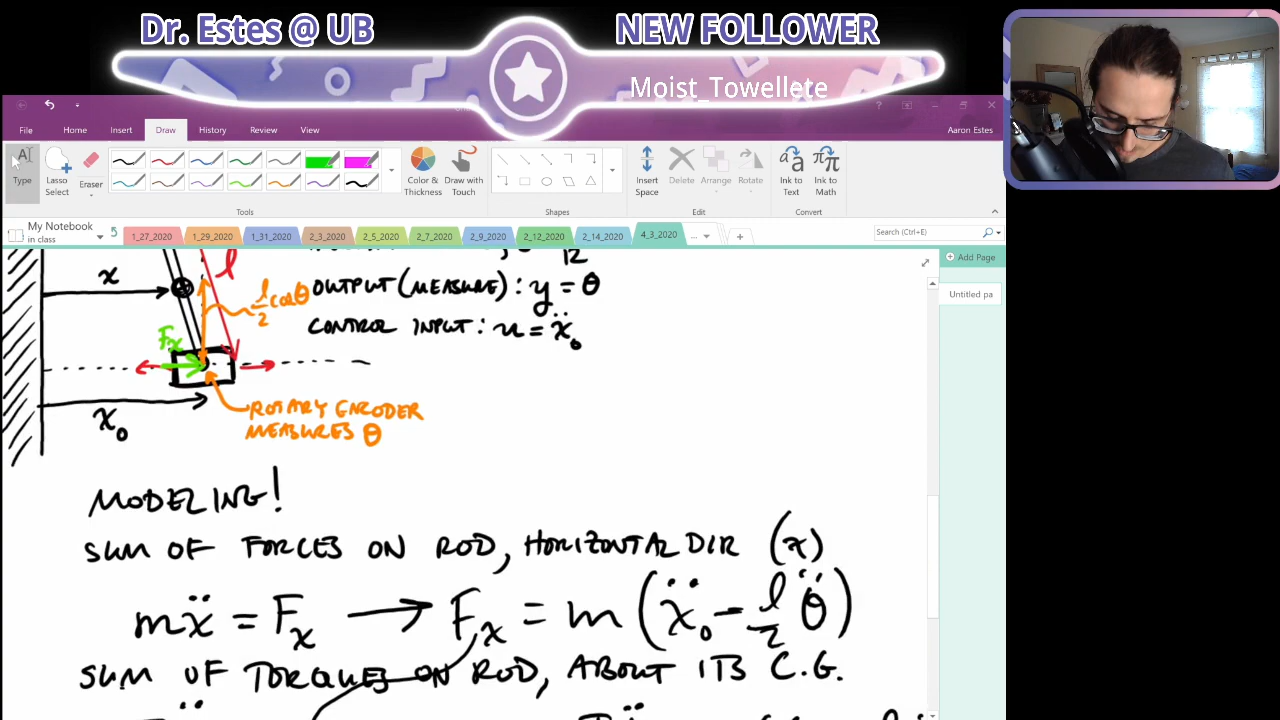 Dr. Estes @ UB
NEW FOLLOWER
Moist_Towellete
File Home Insert Draw History Review View
Aaron Estes
Type
Lasso Select
Eraser
Color & Thickness
Draw with Touch
Insert Space
Delete
Arrange
Rotate
Ink to Text
Ink to Math
Tools
Shapes
Edit
Convert
My Notebook
in class
1_27_2020 1_29_2020 1_31_2020 2_3_2020 2_5_2020 2_7_2020 2_9_2020 2_12_2020 2_14_2020 4_3_2020 ...
Search (Ctrl+E)
Add Page
Untitled pa
12
x
l
l/2 cosθ
OUTPUT (MEASURE): y = θ
CONTROL INPUT: u = ẍ₀
Fx
x₀
ROTARY ENCODER
MEASURES θ
MODELING!
SUM OF FORCES ON ROD, HORIZONTAL DIR (x)
mẍ = Fx → Fx = m(ẍ₀ - l/2 θ̈)
SUM OF TORQUES ON ROD, ABOUT ITS C.G.